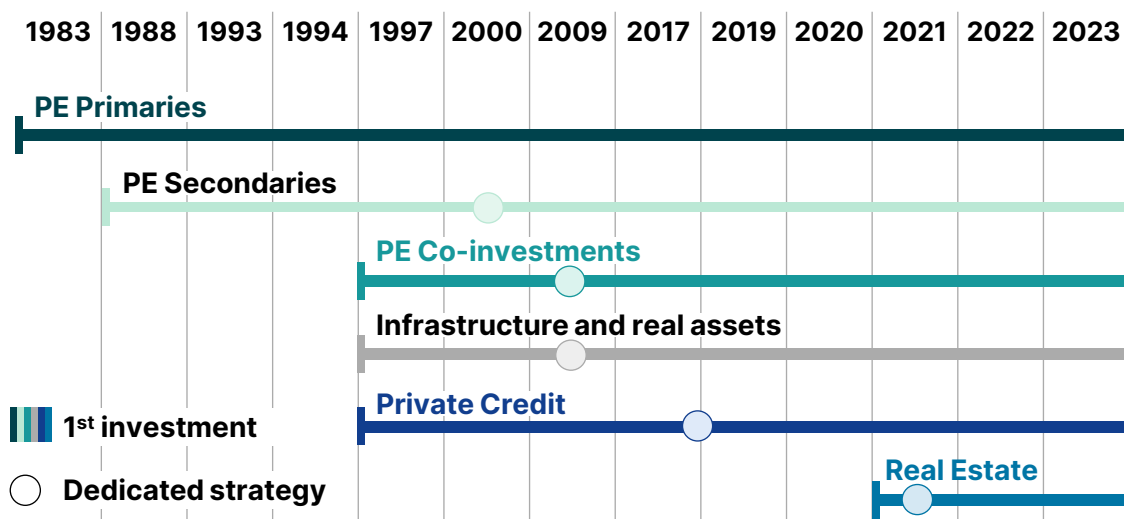 1983 1988 1993 1994 1997 2000 2009 2017 2019 2020 2021 2022 2023
PE Primaries
PE Secondaries
PE Co-investments
Infrastructure and real assets
Private Credit
1st investment
Real Estate
Dedicated strategy